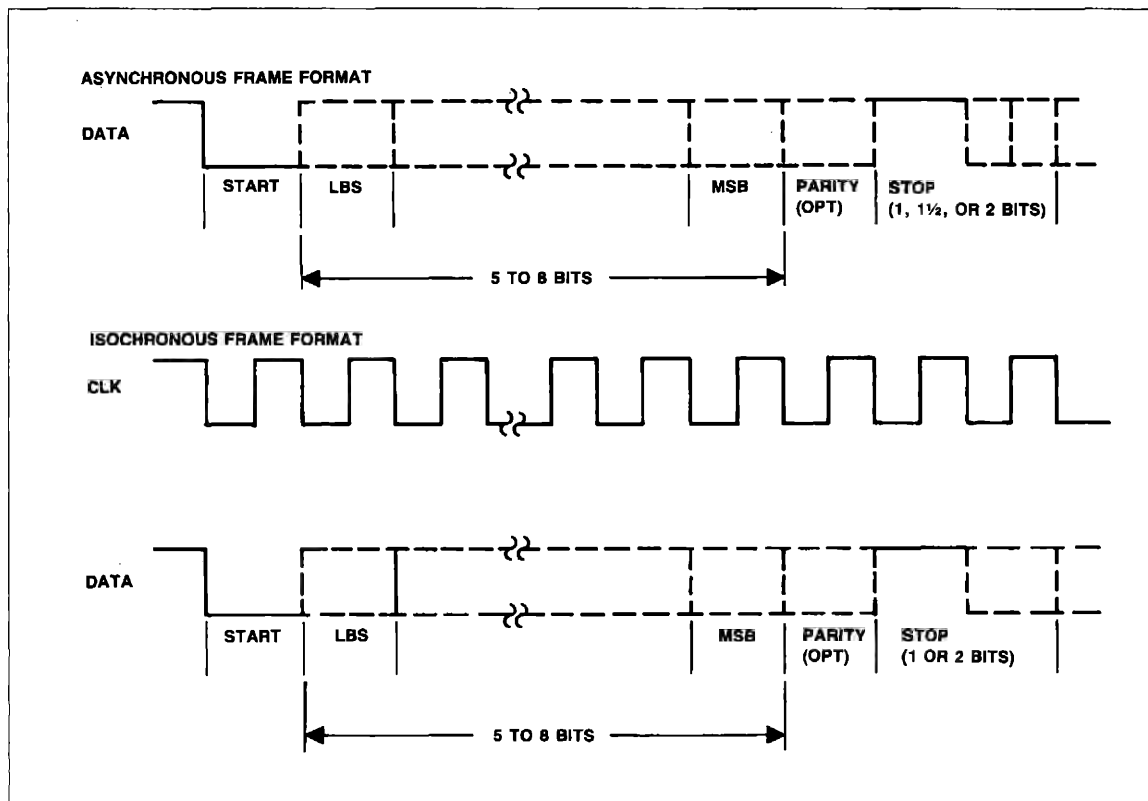 ASYNCHRONOUS FRAME FORMAT
DATA
START
LBS
MSB
PARITY
(OPT)
STOP
(1, 1½, OR 2 BITS)
5 TO 8 BITS
ISOCHRONOUS FRAME FORMAT
CLK
DATA
START
LBS
MSB
PARITY
(OPT)
STOP
(1 OR 2 BITS)
5 TO 8 BITS